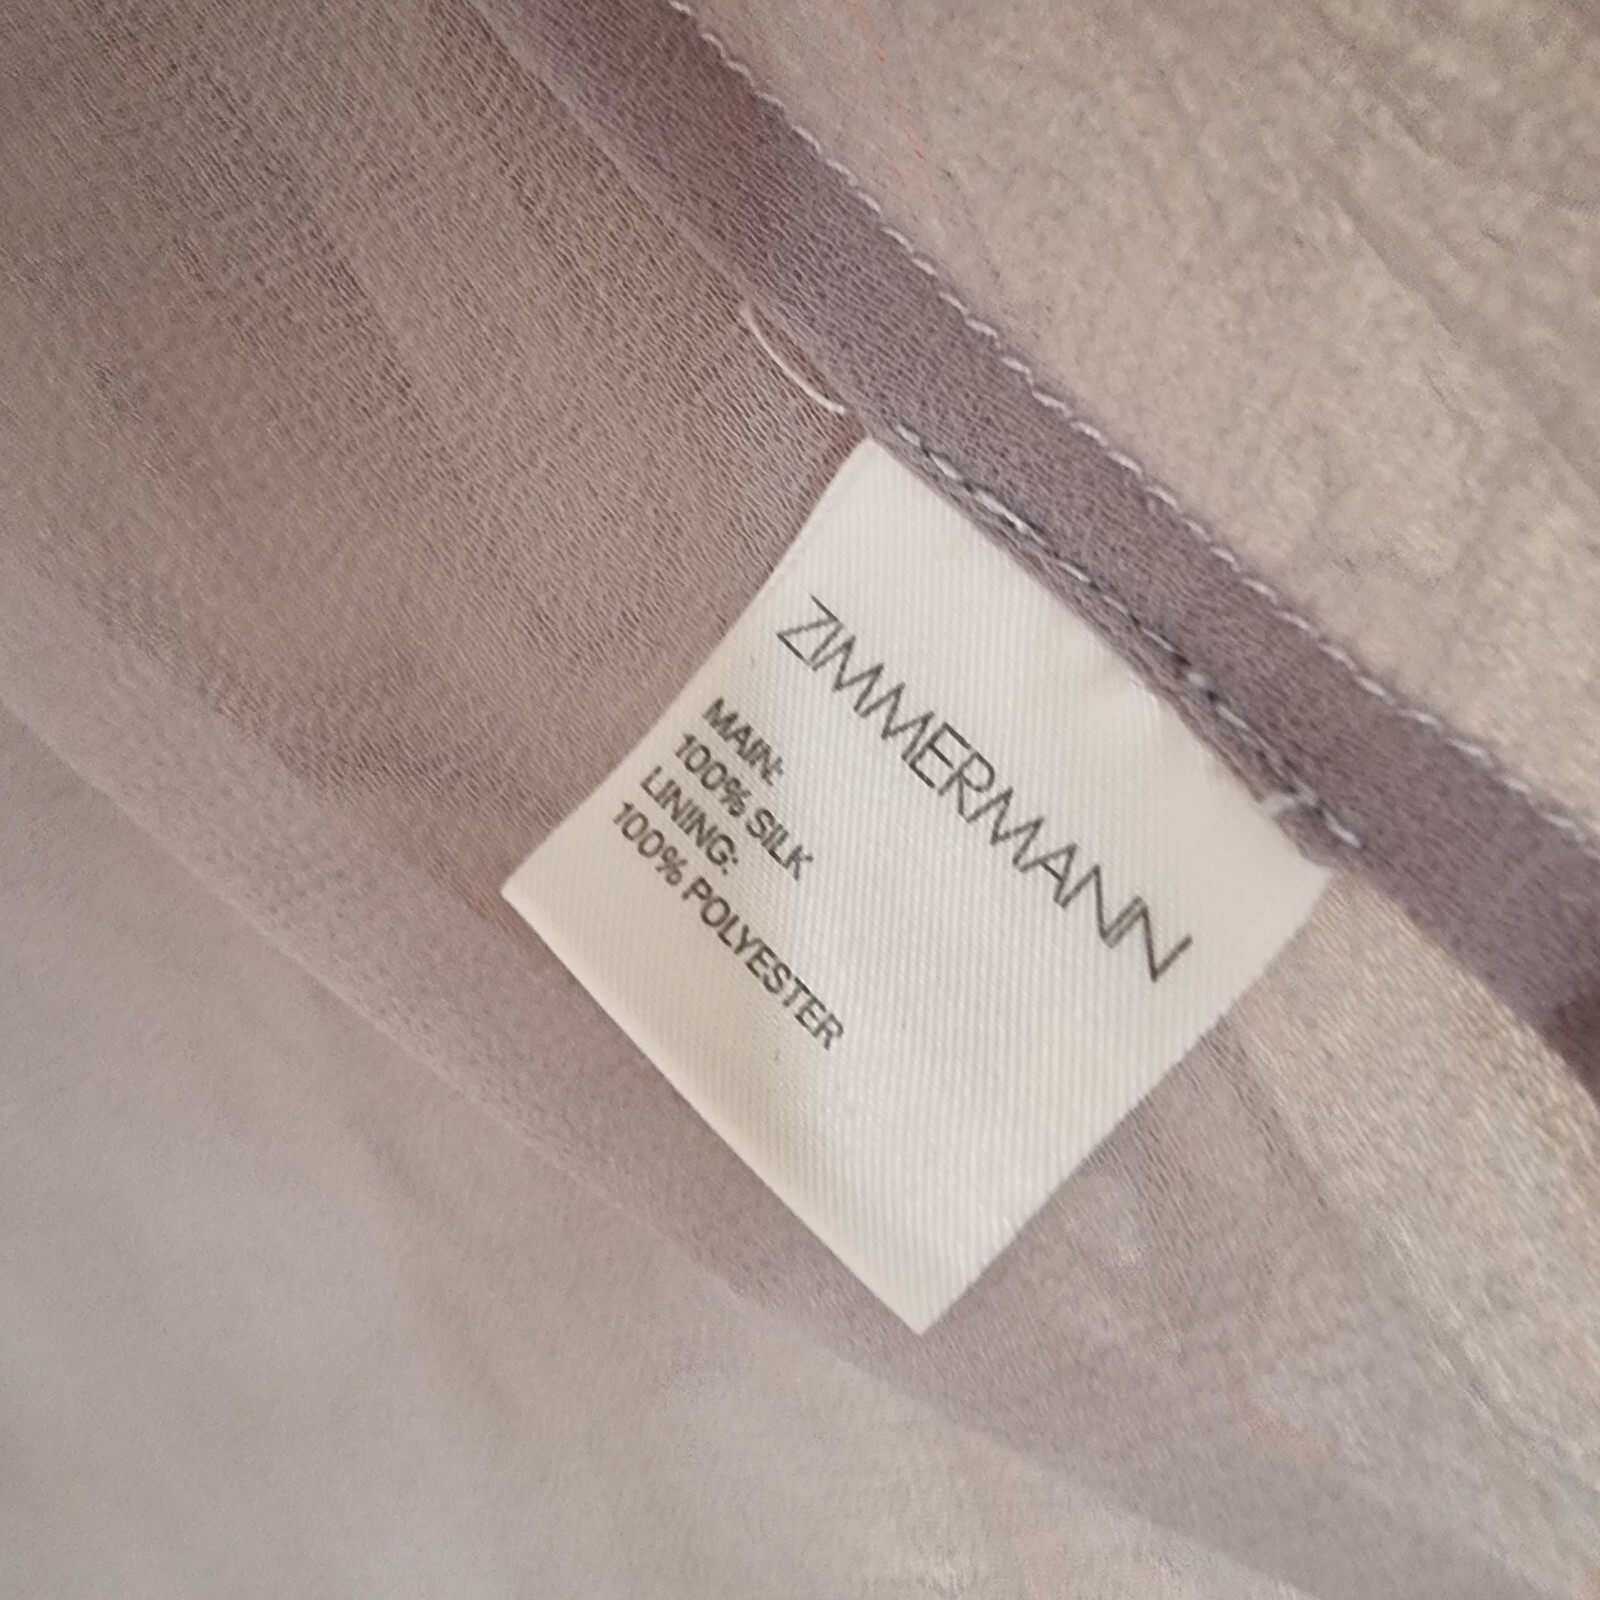 ZIMMERMANN
MAIN:
100% SILK
LINING:
100% POLYESTER